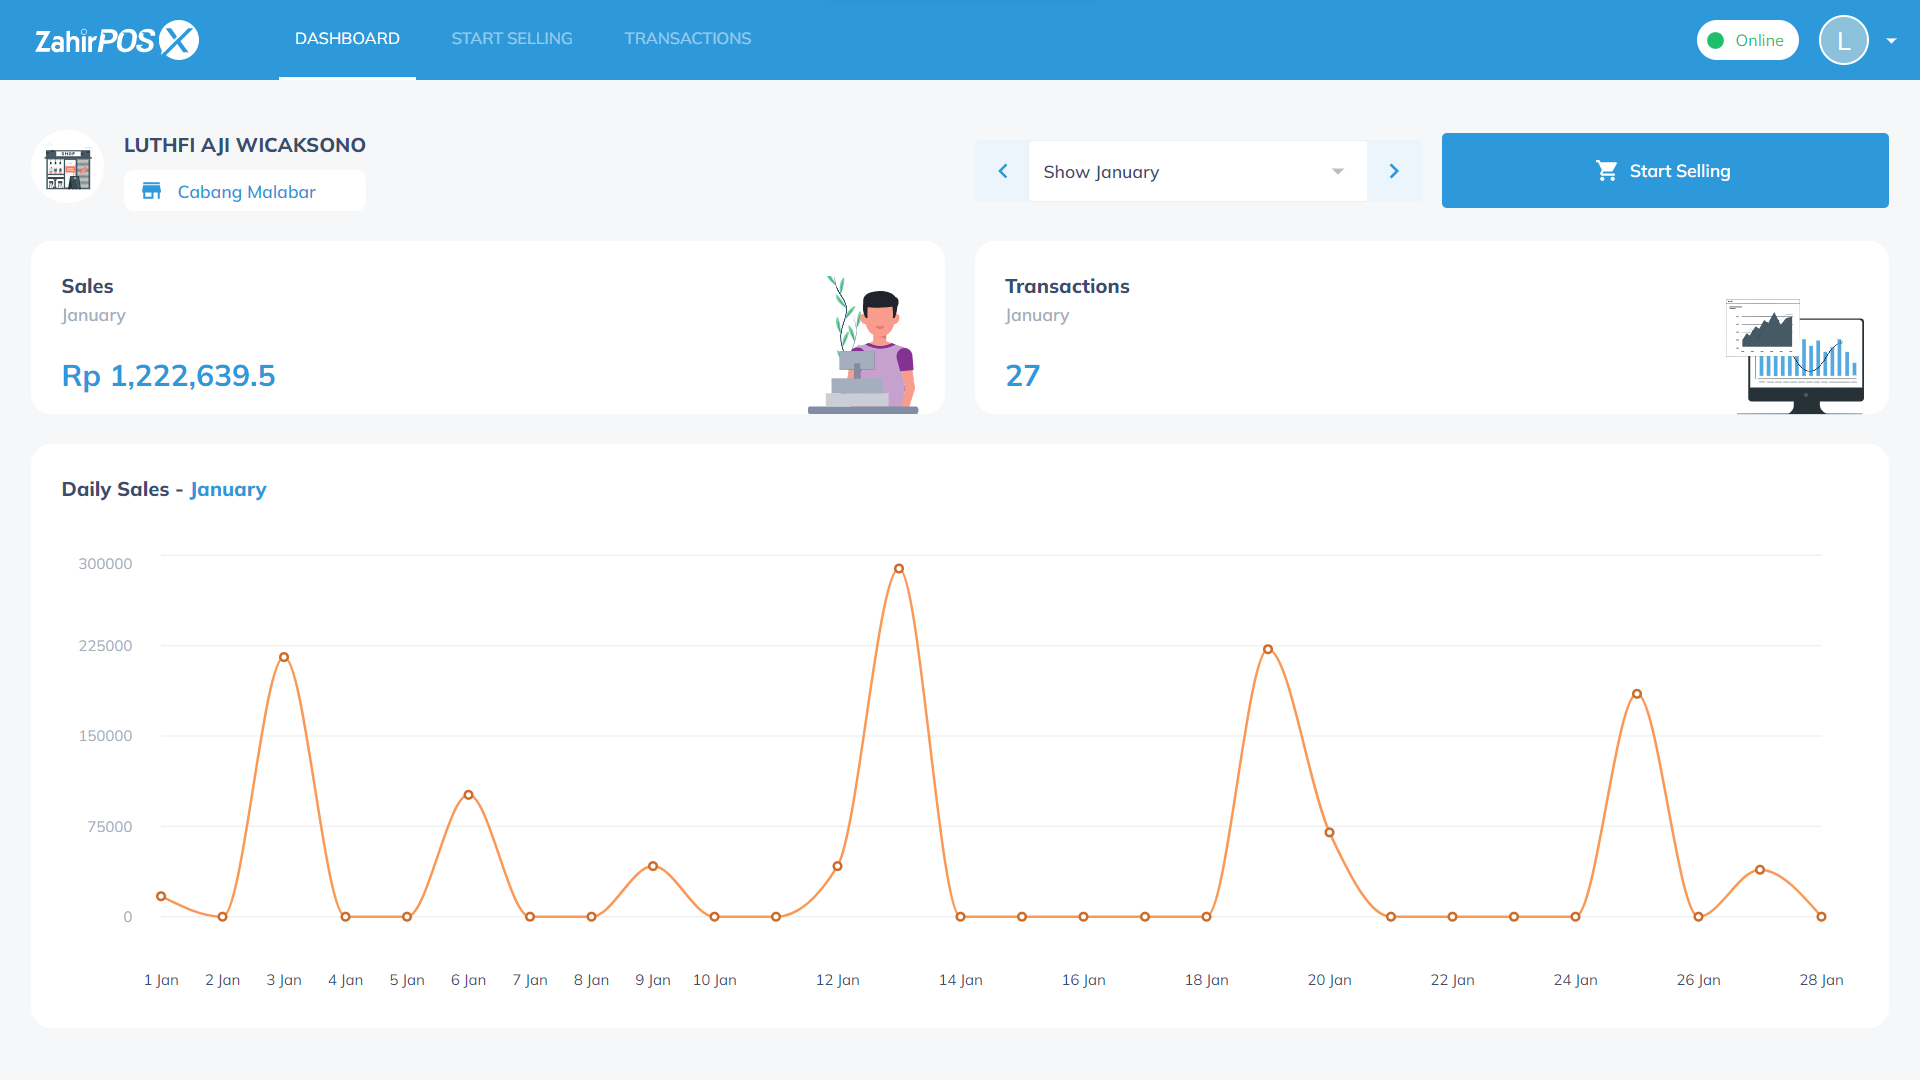 ZahirPOS X
DASHBOARD
START SELLING
TRANSACTIONS
Online
L
SHOP
LUTHFI AJI WICAKSONO
Cabang Malabar
Show January
Start Selling
Sales
January
Rp 1,222,639.5
Transactions
January
27
Daily Sales - January
300000
225000
150000
75000
0
1 Jan 2 Jan 3 Jan 4 Jan 5 Jan 6 Jan 7 Jan 8 Jan 9 Jan 10 Jan 12 Jan 14 Jan 16 Jan 18 Jan 20 Jan 22 Jan 24 Jan 26 Jan 28 Jan